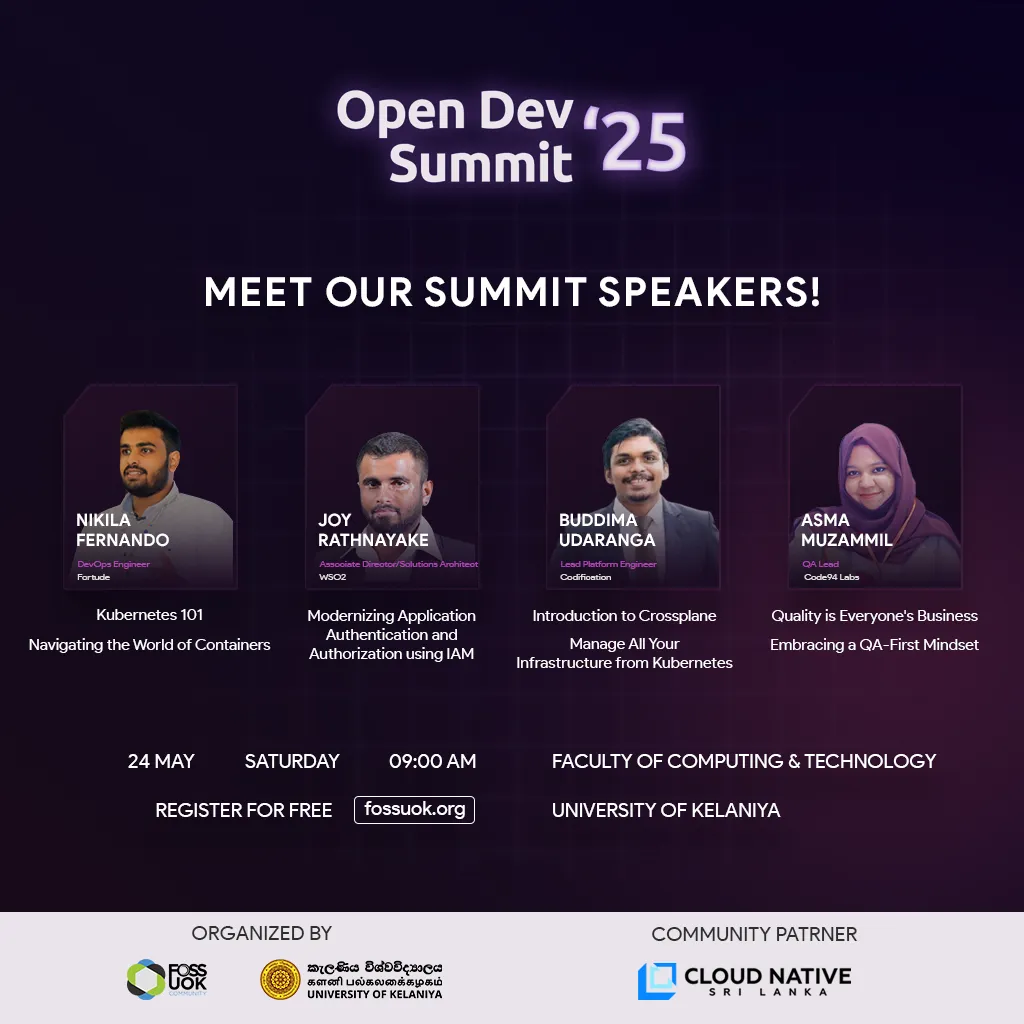 Open Dev
Summit '25
MEET OUR SUMMIT SPEAKERS!
NIKILA
FERNANDO
DevOps Engineer
Fortude
Kubernetes 101
Navigating the World of Containers
JOY
RATHNAYAKE
Associate Director/Solutions Architect
WSO2
Modernizing Application
Authentication and
Authorization using IAM
BUDDIMA
UDARANGA
Lead Platform Engineer
Codification
Introduction to Crossplane
Manage All Your
Infrastructure from Kubernetes
ASMA
MUZAMMIL
QA Lead
Code94 Labs
Quality is Everyone's Business
Embracing a QA-First Mindset
24 MAY SATURDAY 09:00 AM
REGISTER FOR FREE fossuok.org
FACULTY OF COMPUTING & TECHNOLOGY
UNIVERSITY OF KELANIYA
ORGANIZED BY
FOSS
UOK
COMMUNITY
කැලණිය විශ්වවිද්‍යාලය
களனி பல்கலைக்கழகம்
UNIVERSITY OF KELANIYA
COMMUNITY PATRNER
CLOUD NATIVE
SRI LANKA